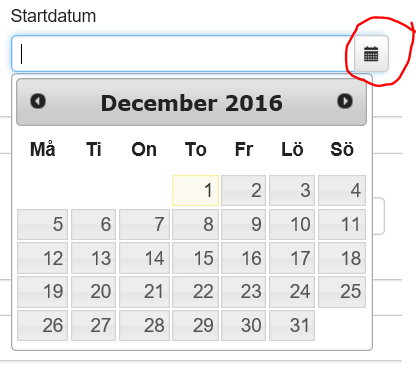 Startdatum
December 2016
Må Ti On To Fr Lö Sö
1 2 3 4
5 6 7 8 9 10 11
12 13 14 15 16 17 18
19 20 21 22 23 24 25
26 27 28 29 30 31